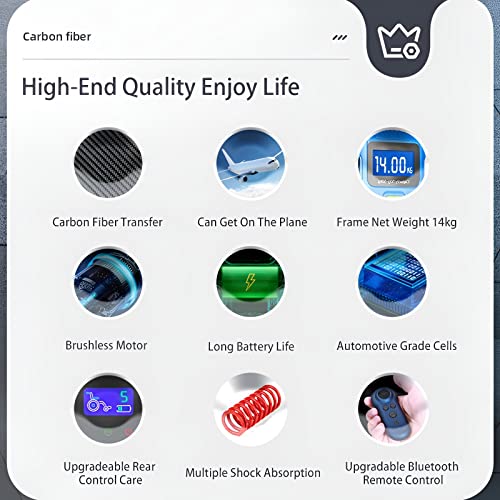 Carbon fiber
High-End Quality Enjoy Life
14.00 KG
Carbon Fiber Transfer
Can Get On The Plane
Frame Net Weight 14kg
Brushless Motor
Long Battery Life
Automotive Grade Cells
5
Upgradeable Rear
Control Care
Multiple Shock Absorption
Upgradable Bluetooth
Remote Control